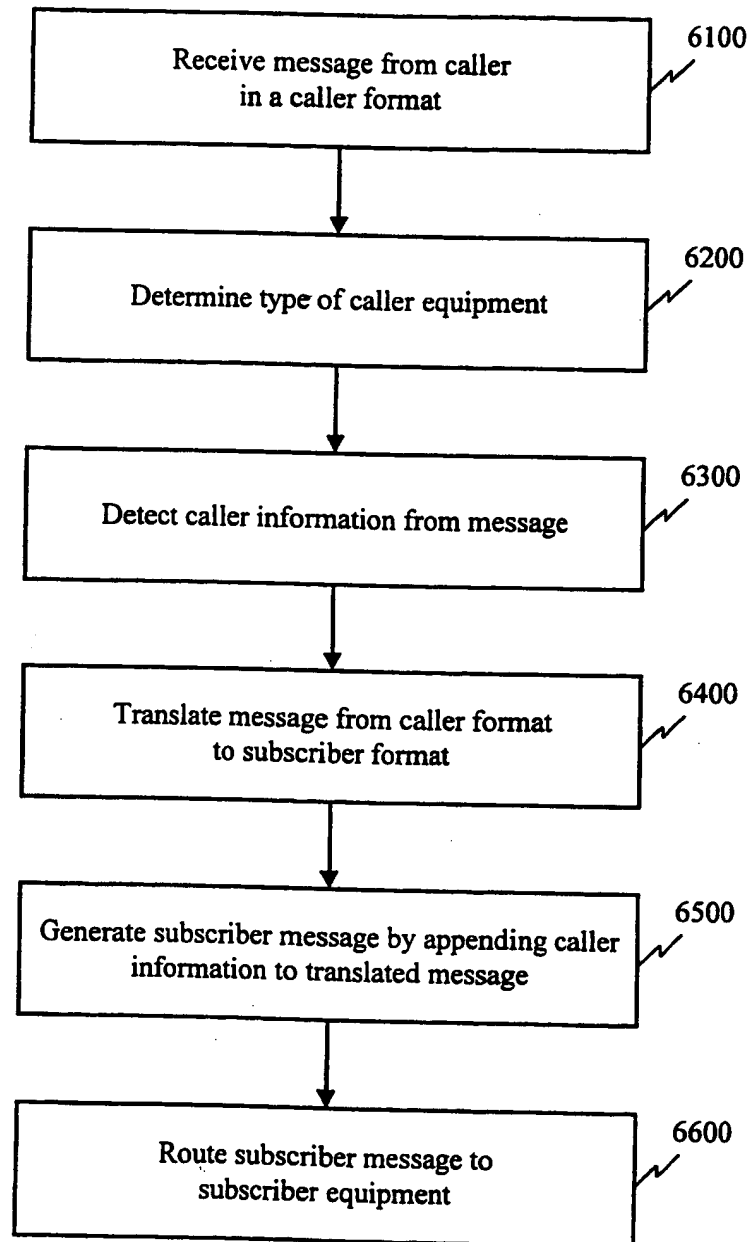 6100
Receive message from caller
in a caller format
6200
Determine type of caller equipment
6300
Detect caller information from message
6400
Translate message from caller format
to subscriber format
6500
Generate subscriber message by appending caller
information to translated message
6600
Route subscriber message to
subscriber equipment